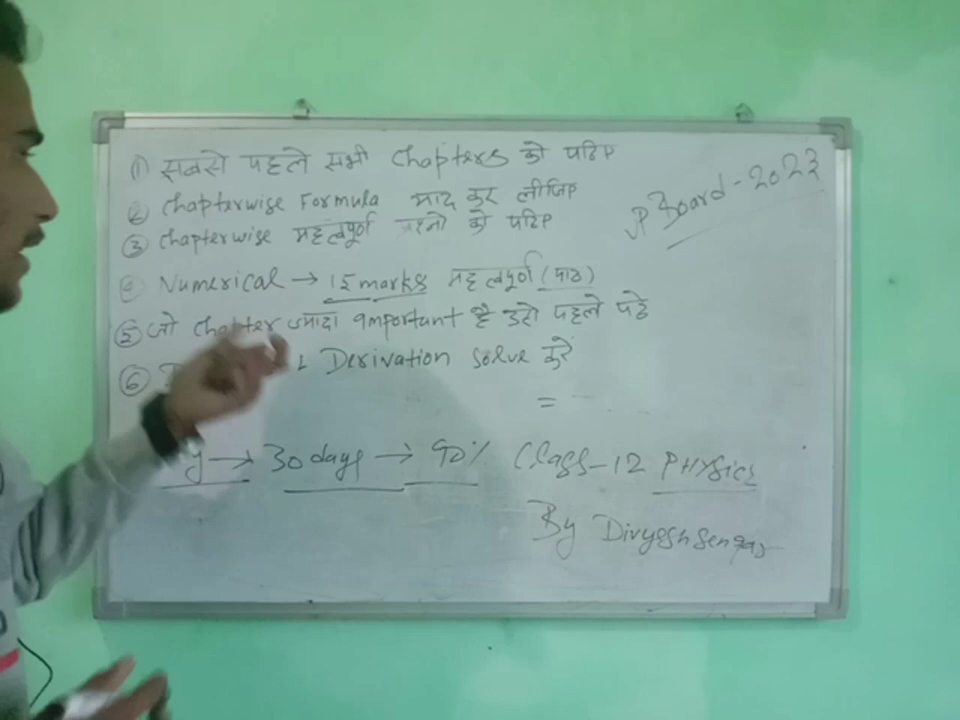 ① सबसे पहले सभी Chapters को पढिए
UP Board-2023
② Chapterwise Formula याद कर लीजिए
③ Chapterwise महत्वपूर्ण प्रश्नो को पढिए
④ Numerical → 15 marks महत्वपूर्ण (पाठ)
⑤ जो Chapter ज्यादा important है उसे पहले पढे
⑥ Derivation solve करें
=
y → 30 days → 90% Class-12 PHYSICS
By Divyesh Sengar